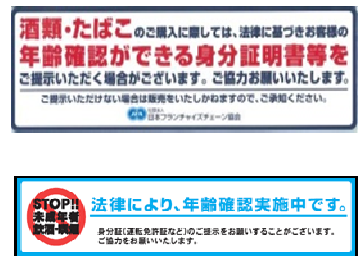 酒類・たばこのご購入に際しては、法律に基づきお客様の
年齢確認ができる身分証明書等を
ご提示いただく場合がございます。ご協力お願いいたします。
ご提示いただけない場合は販売をいたしかねますので、ご承知ください。
日本フランチャイズチェーン協会
STOP!!
未成年者
飲酒・喫煙
法律により、年齢確認実施中です。
身分証(運転免許証など)のご提示をお願いすることがございます。
ご協力をお願いいたします。